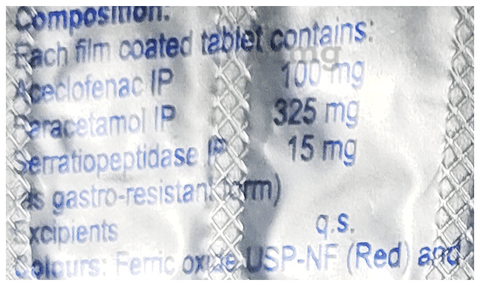 Composition:
Each film coated tablet contains:
Aceclofenac IP 100 mg
Paracetamol IP 325 mg
Serratiopeptidase IP 15 mg
(as gastro-resistant form)
Excipients q.s.
Colours: Ferric oxide USP-NF (Red) and